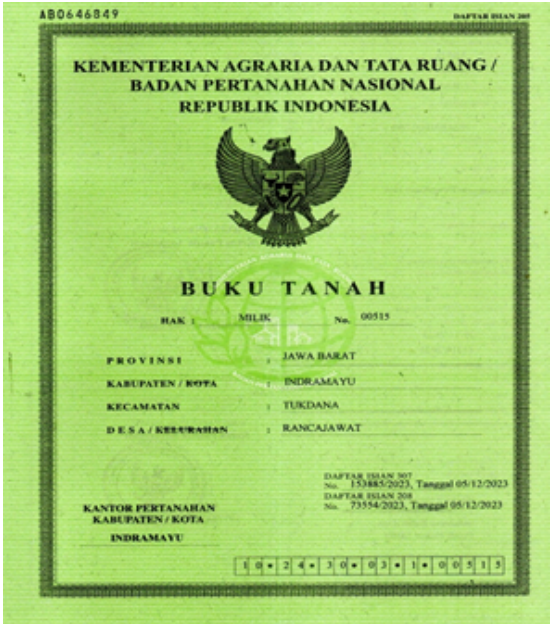 AB0646849
DAFTAR ISIAN 205
KEMENTERIAN AGRARIA DAN TATA RUANG /
BADAN PERTANAHAN NASIONAL
REPUBLIK INDONESIA
BUKU TANAH
HAK : MILIK No. 00515
PROVINSI : JAWA BARAT
KABUPATEN / KOTA : INDRAMAYU
KECAMATAN : TUKDANA
DESA / KELURAHAN : RANCAJAWAT
DAFTAR ISIAN 307
No. 153885/2023, Tanggal 05/12/2023
DAFTAR ISIAN 208
No. 73554/2023, Tanggal 05/12/2023
KANTOR PERTANAHAN
KABUPATEN / KOTA
INDRAMAYU
10•24•30•03•1•00515